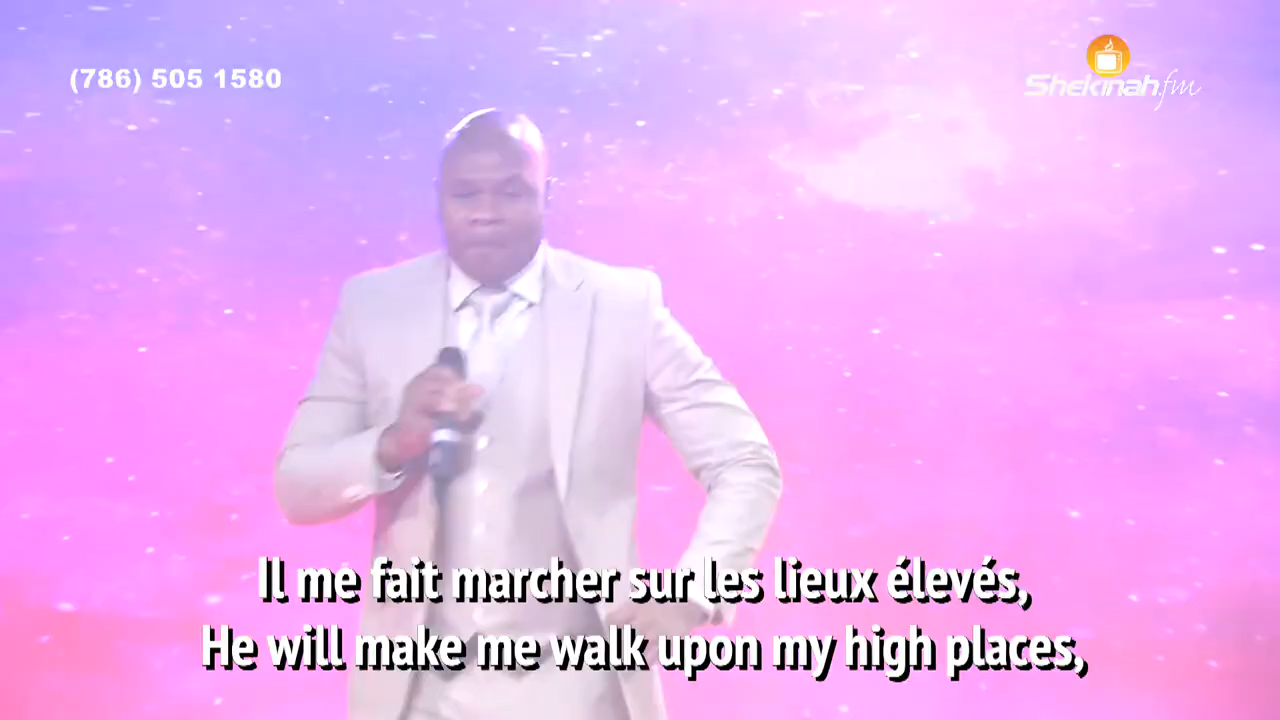 (786) 505 1580
Shekinah.fm
Il me fait marcher sur les lieux élevés,
He will make me walk upon my high places,